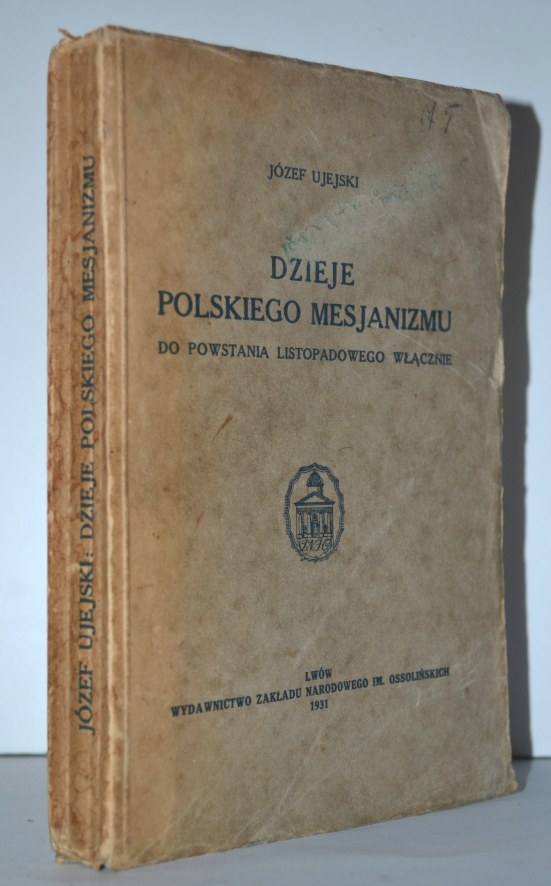 JÓZEF UJEJSKI: DZIEJE POLSKIEGO MESJANIZMU
JÓZEF UJEJSKI
DZIEJE
POLSKIEGO MESJANIZMU
DO POWSTANIA LISTOPADOWEGO WŁĄCZNIE
LWÓW
WYDAWNICTWO ZAKŁADU NARODOWEGO IM. OSSOLIŃSKICH
1931